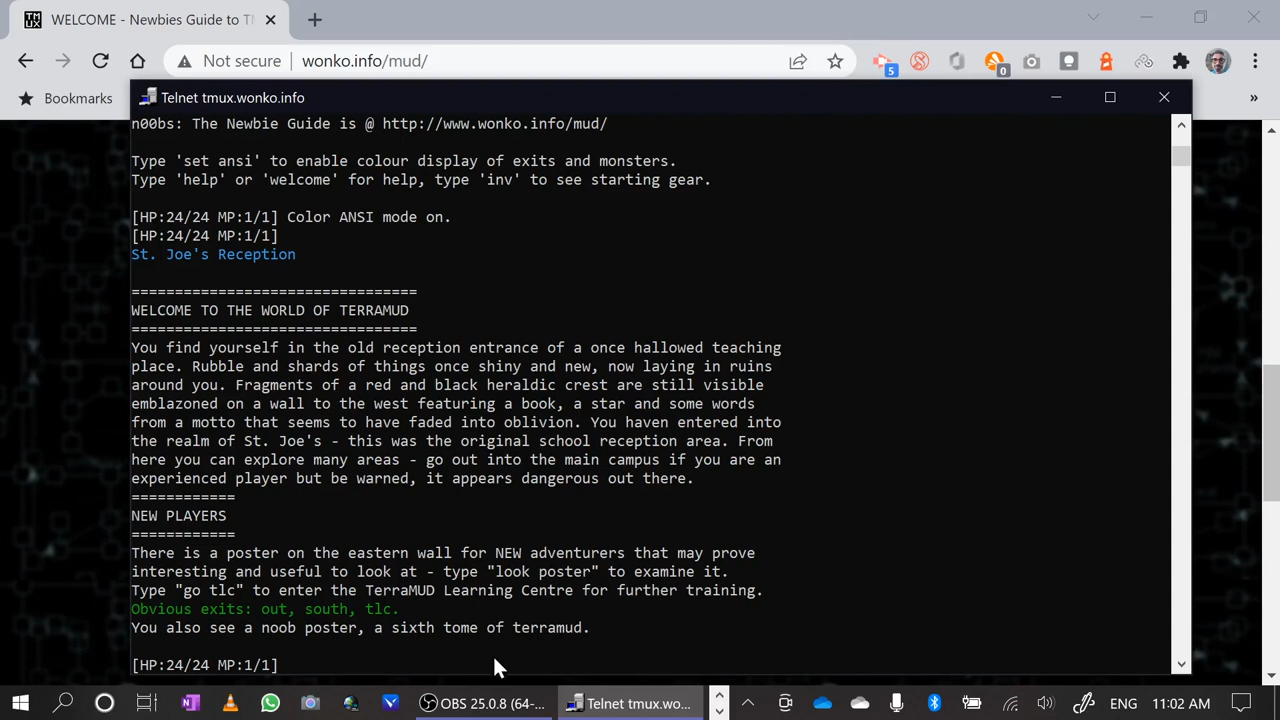 WELCOME - Newbies Guide to TM
Not secure wonko.info/mud/
5
0
Bookmarks
»
Telnet tmux.wonko.info
n00bs: The Newbie Guide is @ http://www.wonko.info/mud/
Type 'set ansi' to enable colour display of exits and monsters.
Type 'help' or 'welcome' for help, type 'inv' to see starting gear.
[HP:24/24 MP:1/1] Color ANSI mode on.
[HP:24/24 MP:1/1]
St. Joe's Reception
=================================
WELCOME TO THE WORLD OF TERRAMUD
=================================
You find yourself in the old reception entrance of a once hallowed teaching
place. Rubble and shards of things once shiny and new, now laying in ruins
around you. Fragments of a red and black heraldic crest are still visible
emblazoned on a wall to the west featuring a book, a star and some words
from a motto that seems to have faded into oblivion. You haven entered into
the realm of St. Joe's - this was the original school reception area. From
here you can explore many areas - go out into the main campus if you are an
experienced player but be warned, it appears dangerous out there.
============
NEW PLAYERS
============
There is a poster on the eastern wall for NEW adventurers that may prove
interesting and useful to look at - type "look poster" to examine it.
Type "go tlc" to enter the TerraMUD Learning Centre for further training.
Obvious exits: out, south, tlc.
You also see a noob poster, a sixth tome of terramud.
[HP:24/24 MP:1/1]
OBS 25.0.8 (64-... Telnet tmux.wo... ENG 11:02 AM